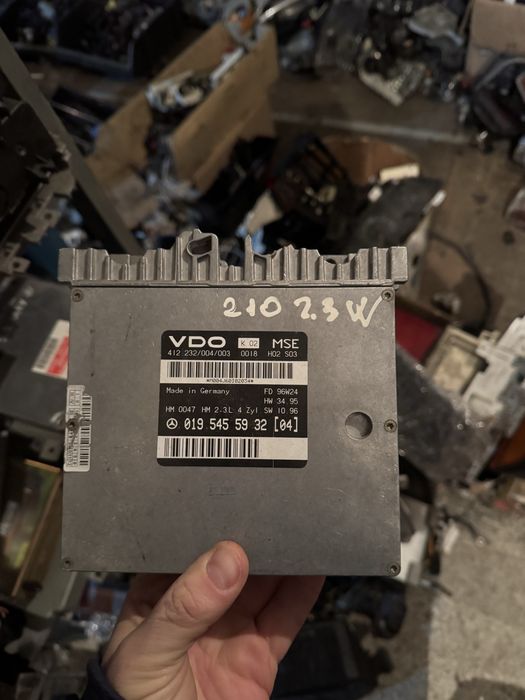 210 2.3 W
VDO K 02 MSE
412.232/004/003 0018 H02 S03
Made in Germany FD 96W24
HW 34.95
HM 0047 HM 2.3L 4 Zyl SW 10 96
019 545 59 32 [04]